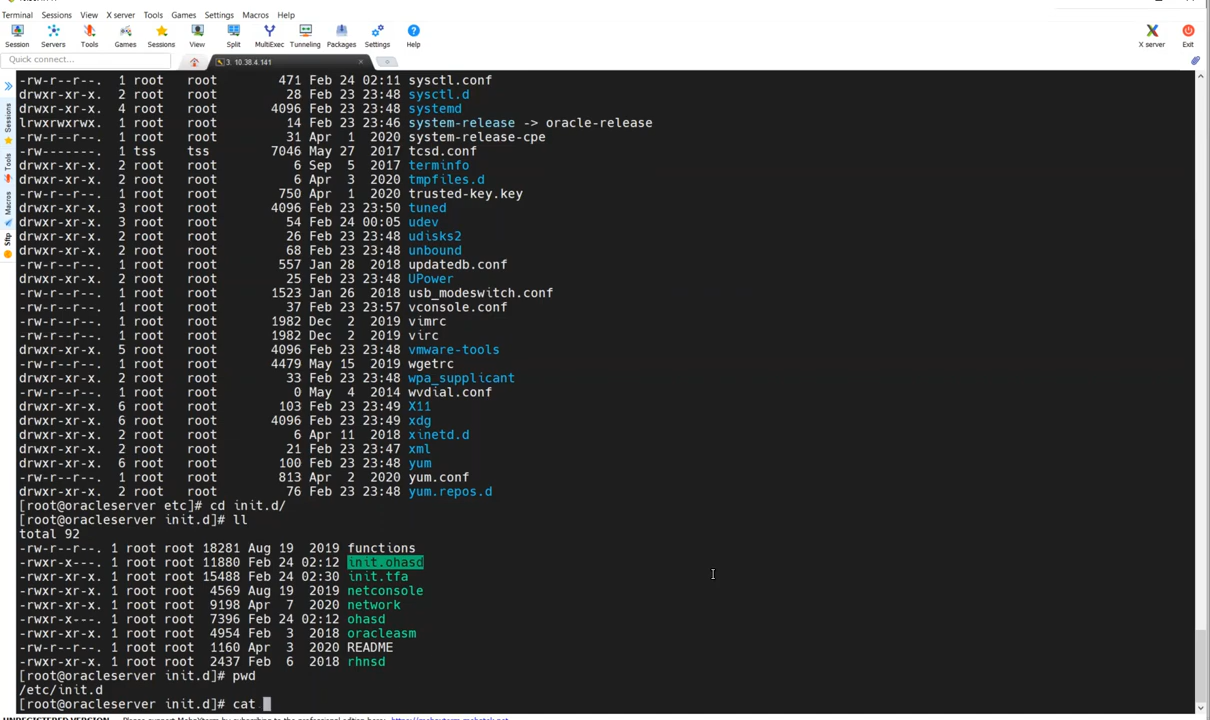 Terminal Sessions View X server Tools Games Settings Macros Help
Session Servers Tools Games Sessions View Split MultiExec Tunneling Packages Settings Help X server Exit
Quick connect... 3. 10.38.4.141
Sessions
Tools
Macros
Sftp
-rw-r--r--. 1 root root 471 Feb 24 02:11 sysctl.conf
drwxr-xr-x. 2 root root 28 Feb 23 23:48 sysctl.d
drwxr-xr-x. 4 root root 4096 Feb 23 23:48 systemd
lrwxrwxrwx. 1 root root 14 Feb 23 23:46 system-release -> oracle-release
-rw-r--r--. 1 root root 31 Apr 1 2020 system-release-cpe
-rw-------. 1 tss tss 7046 May 27 2017 tcsd.conf
drwxr-xr-x. 2 root root 6 Sep 5 2017 terminfo
drwxr-xr-x. 2 root root 6 Apr 3 2020 tmpfiles.d
-rw-r--r--. 1 root root 750 Apr 1 2020 trusted-key.key
drwxr-xr-x. 3 root root 4096 Feb 23 23:50 tuned
drwxr-xr-x. 3 root root 54 Feb 24 00:05 udev
drwxr-xr-x. 2 root root 26 Feb 23 23:48 udisks2
drwxr-xr-x. 2 root root 68 Feb 23 23:48 unbound
-rw-r--r--. 1 root root 557 Jan 28 2018 updatedb.conf
drwxr-xr-x. 2 root root 25 Feb 23 23:48 UPower
-rw-r--r--. 1 root root 1523 Jan 26 2018 usb_modeswitch.conf
-rw-r--r--. 1 root root 37 Feb 23 23:57 vconsole.conf
-rw-r--r--. 1 root root 1982 Dec 2 2019 vimrc
-rw-r--r--. 1 root root 1982 Dec 2 2019 virc
drwxr-xr-x. 5 root root 4096 Feb 23 23:48 vmware-tools
-rw-r--r--. 1 root root 4479 May 15 2019 wgetrc
drwxr-xr-x. 2 root root 33 Feb 23 23:48 wpa_supplicant
-rw-r--r--. 1 root root 0 May 4 2014 wvdial.conf
drwxr-xr-x. 6 root root 103 Feb 23 23:49 X11
drwxr-xr-x. 6 root root 4096 Feb 23 23:49 xdg
drwxr-xr-x. 2 root root 6 Apr 11 2018 xinetd.d
drwxr-xr-x. 2 root root 21 Feb 23 23:47 xml
drwxr-xr-x. 6 root root 100 Feb 23 23:48 yum
-rw-r--r--. 1 root root 813 Apr 2 2020 yum.conf
drwxr-xr-x. 2 root root 76 Feb 23 23:48 yum.repos.d
[root@oracleserver etc]# cd init.d/
[root@oracleserver init.d]# ll
total 92
-rw-r--r--. 1 root root 18281 Aug 19 2019 functions
-rwxr-x---. 1 root root 11880 Feb 24 02:12 init.ohasd
-rwxr-xr-x. 1 root root 15488 Feb 24 02:30 init.tfa
-rwxr-xr-x. 1 root root 4569 Aug 19 2019 netconsole
-rwxr-xr-x. 1 root root 9198 Apr 7 2020 network
-rwxr-x---. 1 root root 7396 Feb 24 02:12 ohasd
-rwxr-xr-x. 1 root root 4954 Feb 3 2018 oracleasm
-rw-r--r--. 1 root root 1160 Apr 3 2020 README
-rwxr-xr-x. 1 root root 2437 Feb 6 2018 rhnsd
[root@oracleserver init.d]# pwd
/etc/init.d
[root@oracleserver init.d]# cat